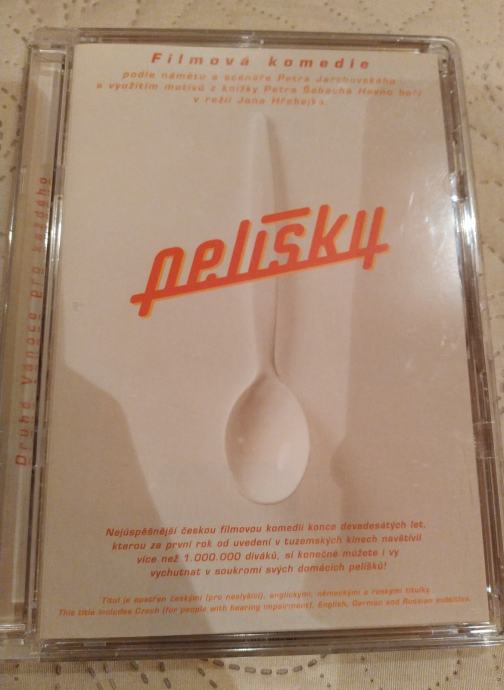 Filmová komedie
podle námětu a scénáře Petra Jarchovského
s využitím motivů z knížky Petra Šabacha Hovno hoří
v režii Jana Hřebejka.
pelíšky
Nejúspěšnější českou filmovou komedii konce devadesátých let,
kterou za první rok od uvedení v tuzemských kinech navštívil
více než 1.000.000 diváků, si konečně můžete i vy
vychutnat v soukromí svých domácích pelíšků!
Titul je opatřen českými (pro neslyšící), anglickými, německými a ruskými titulky.
This title includes Czech (for people with hearing impairment), English, German and Russian subtitles.
Druhé Vánoce pro každého